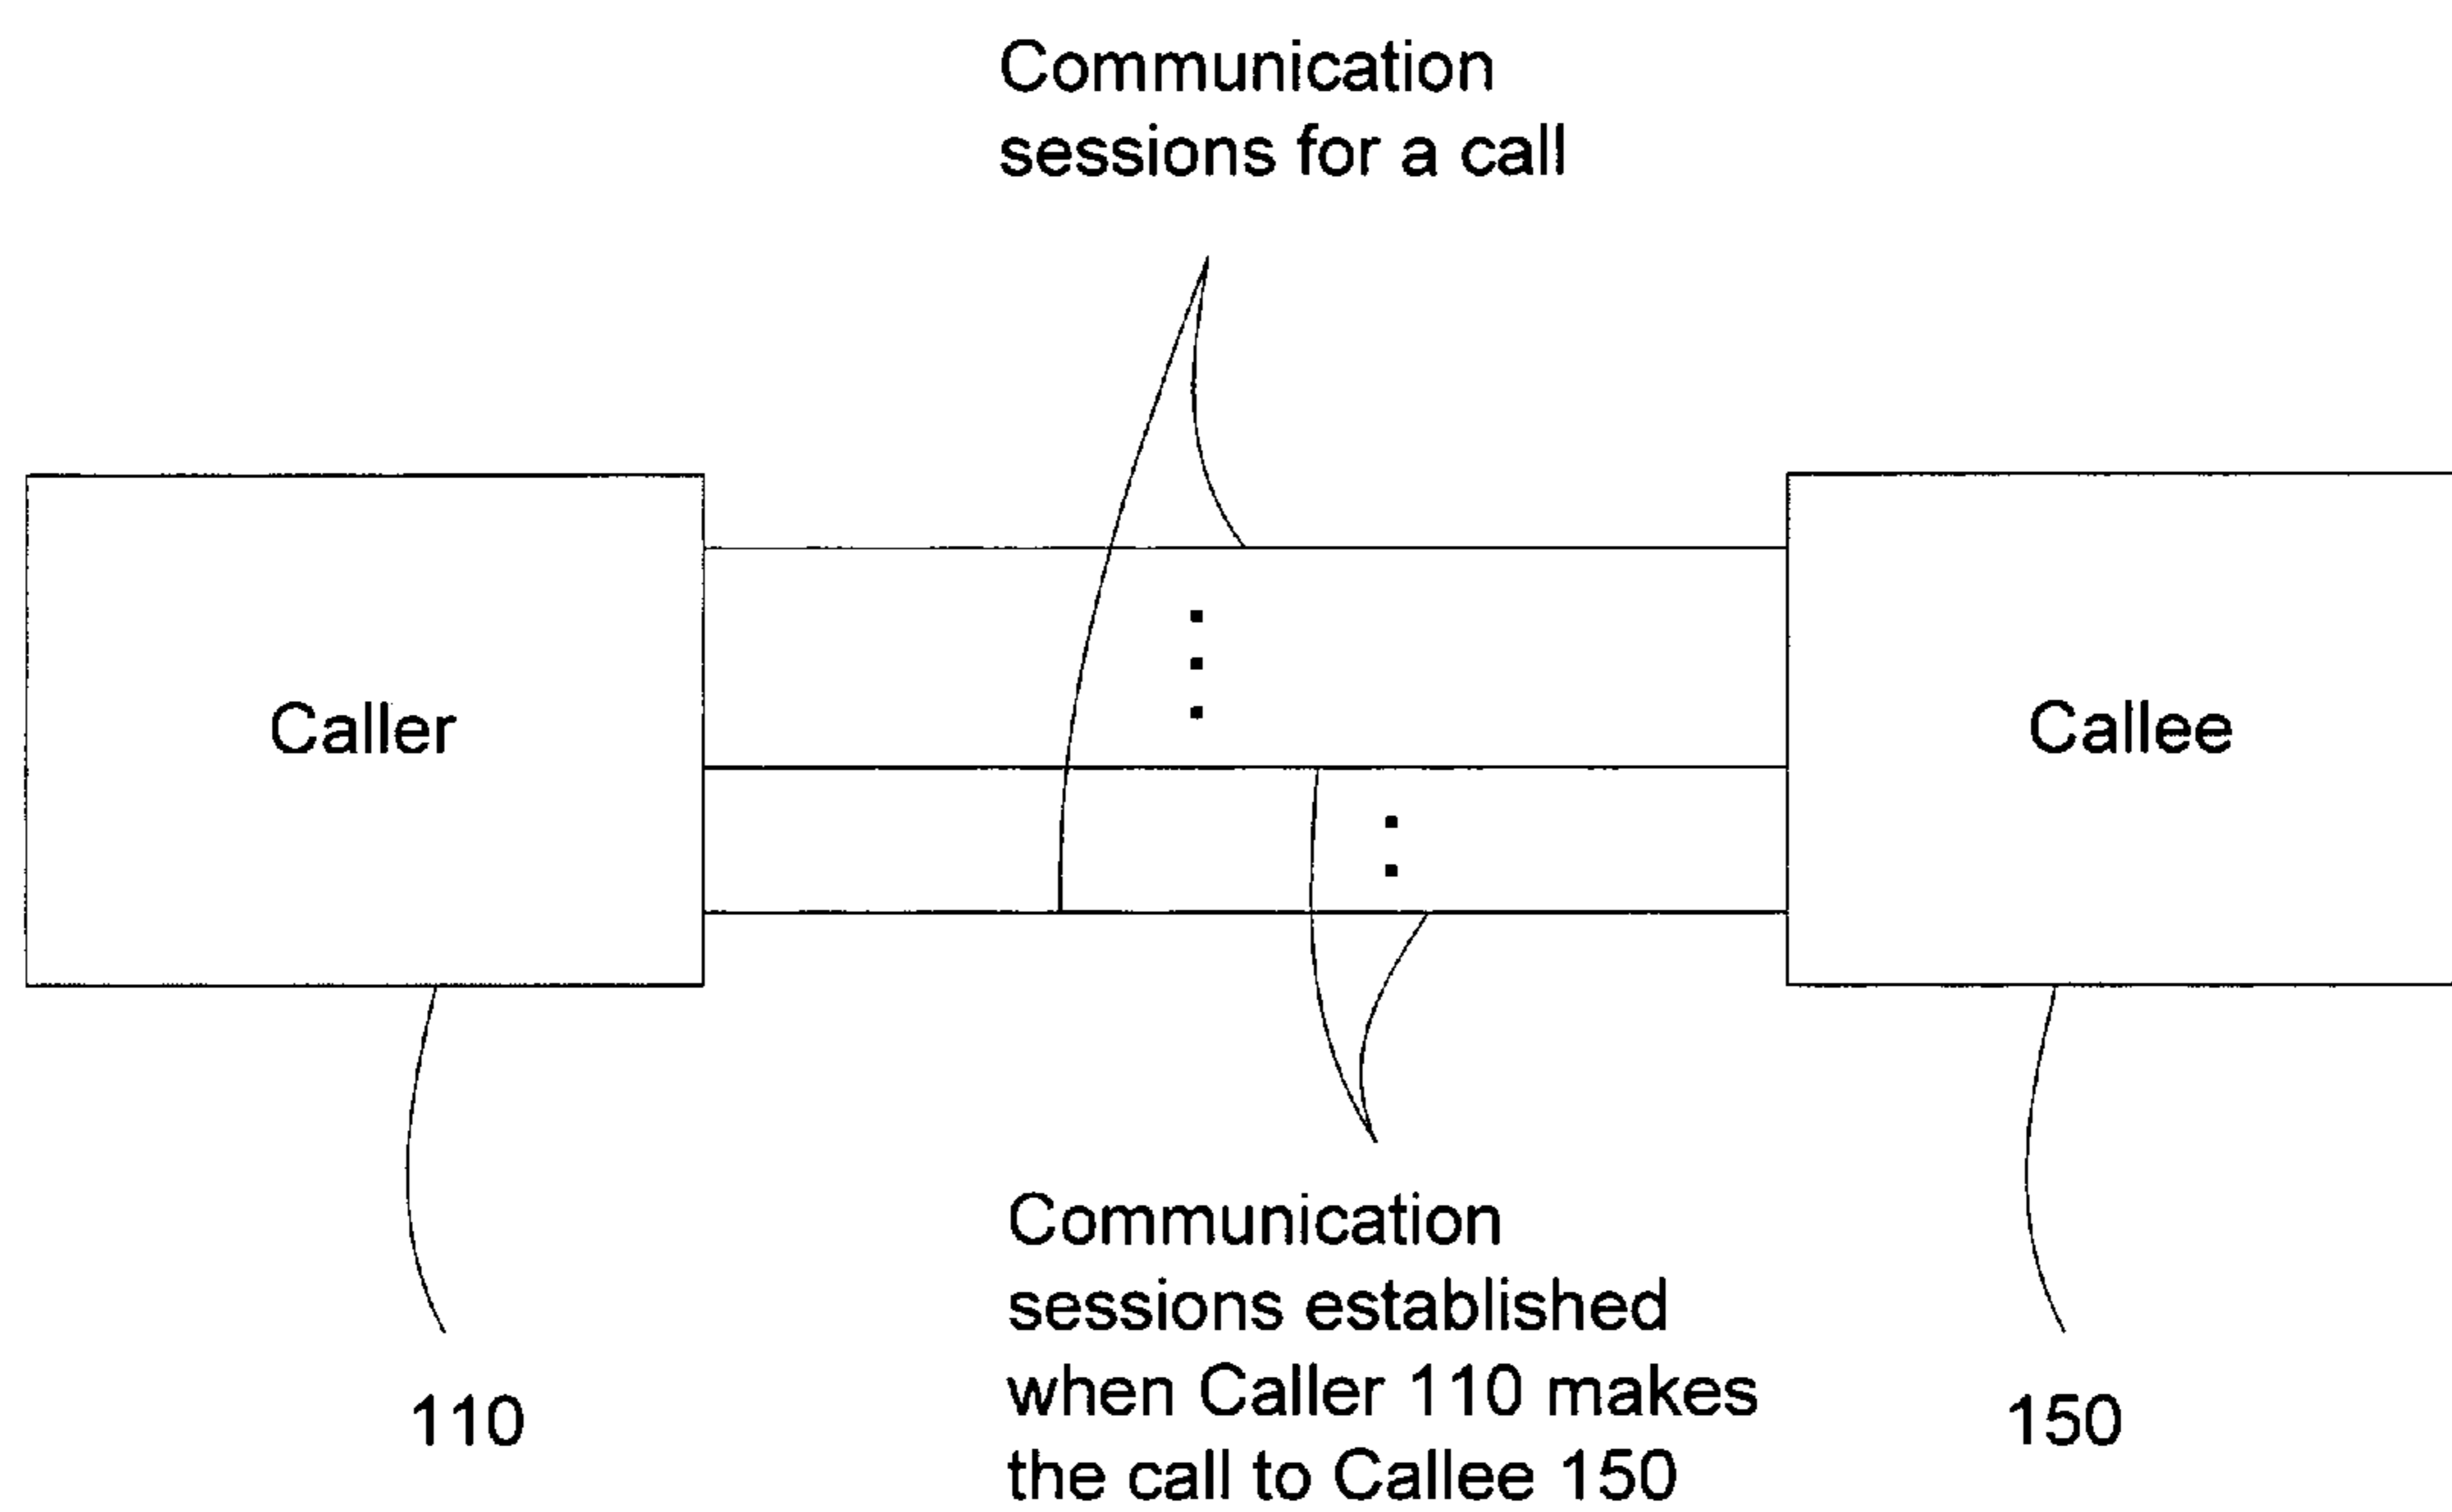 Communication
sessions for a call
Caller
Callee
Communication
sessions established
when Caller 110 makes
the call to Callee 150
110
150